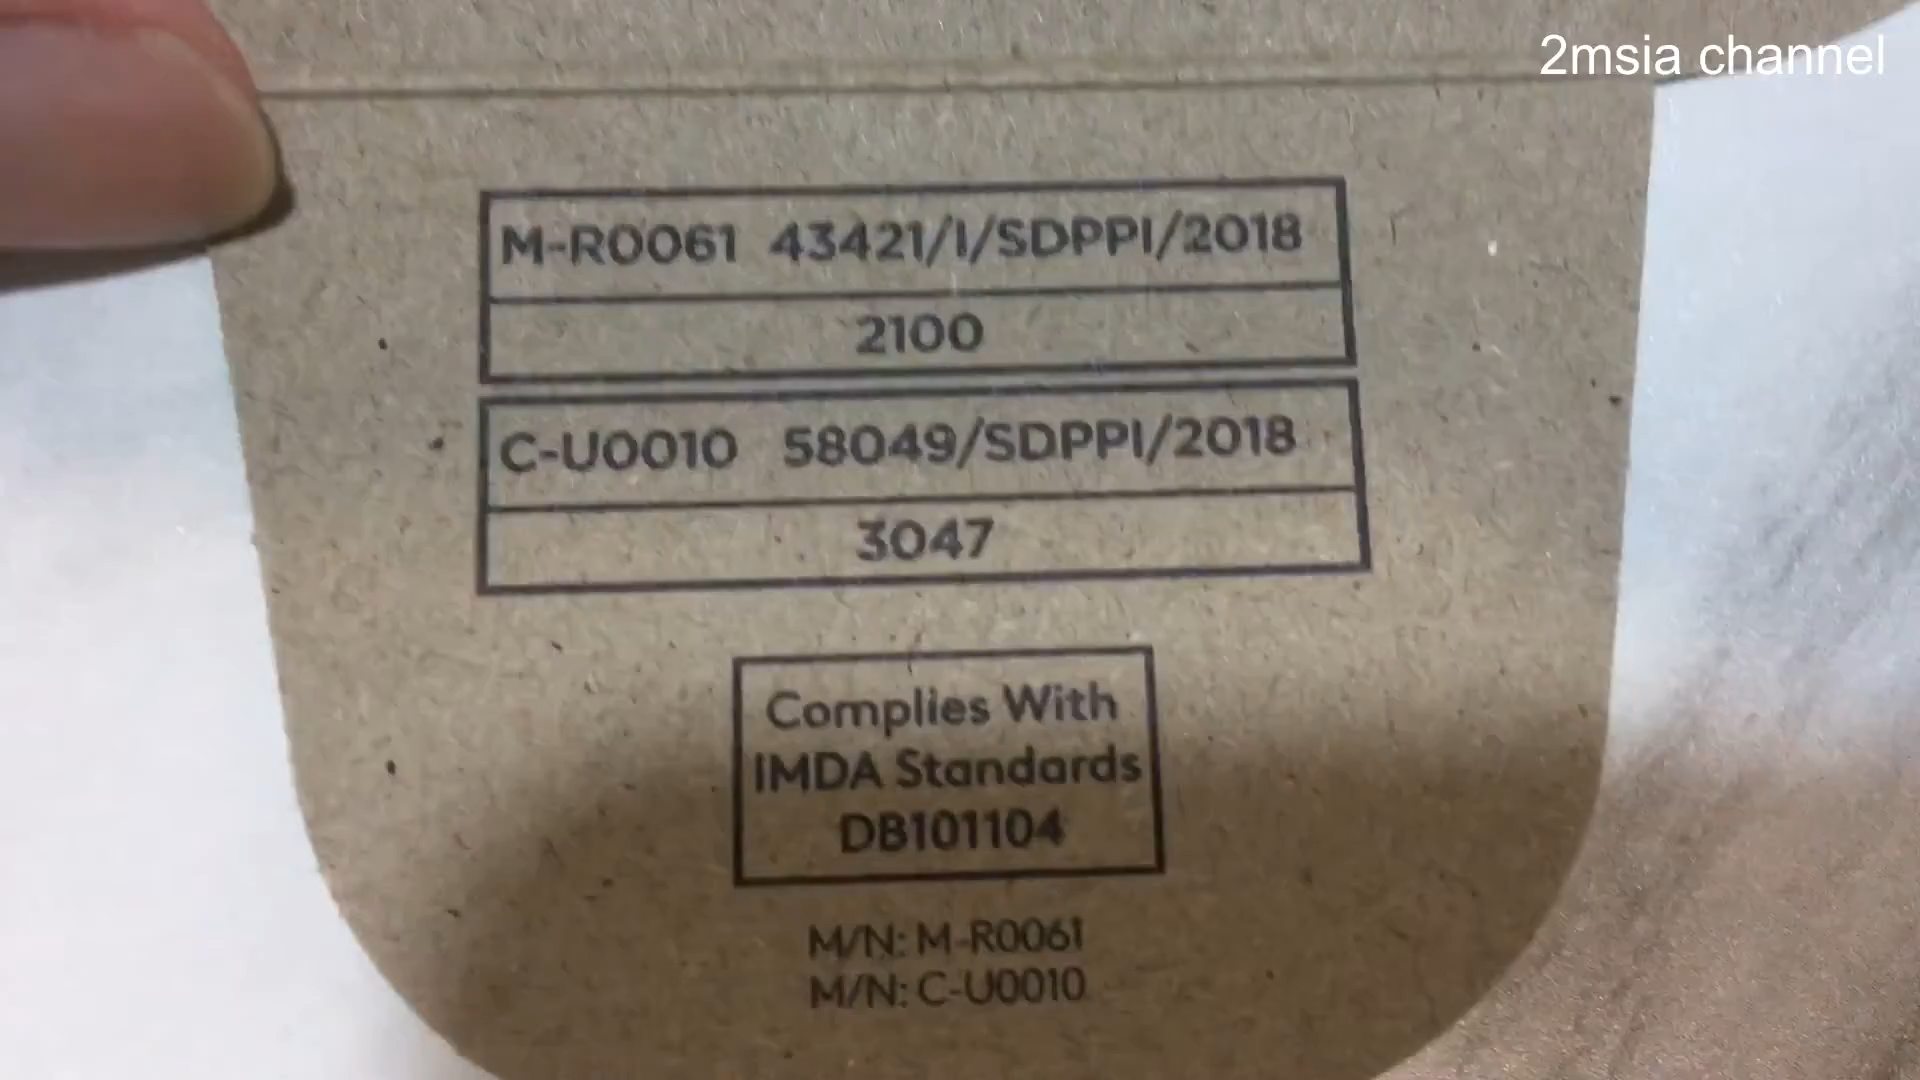 2msia channel
M-R0061 43421/I/SDPPI/2018
2100
C-U0010 58049/SDPPI/2018
3047
Complies With
IMDA Standards
DB101104
M/N: M-R0061
M/N: C-U0010